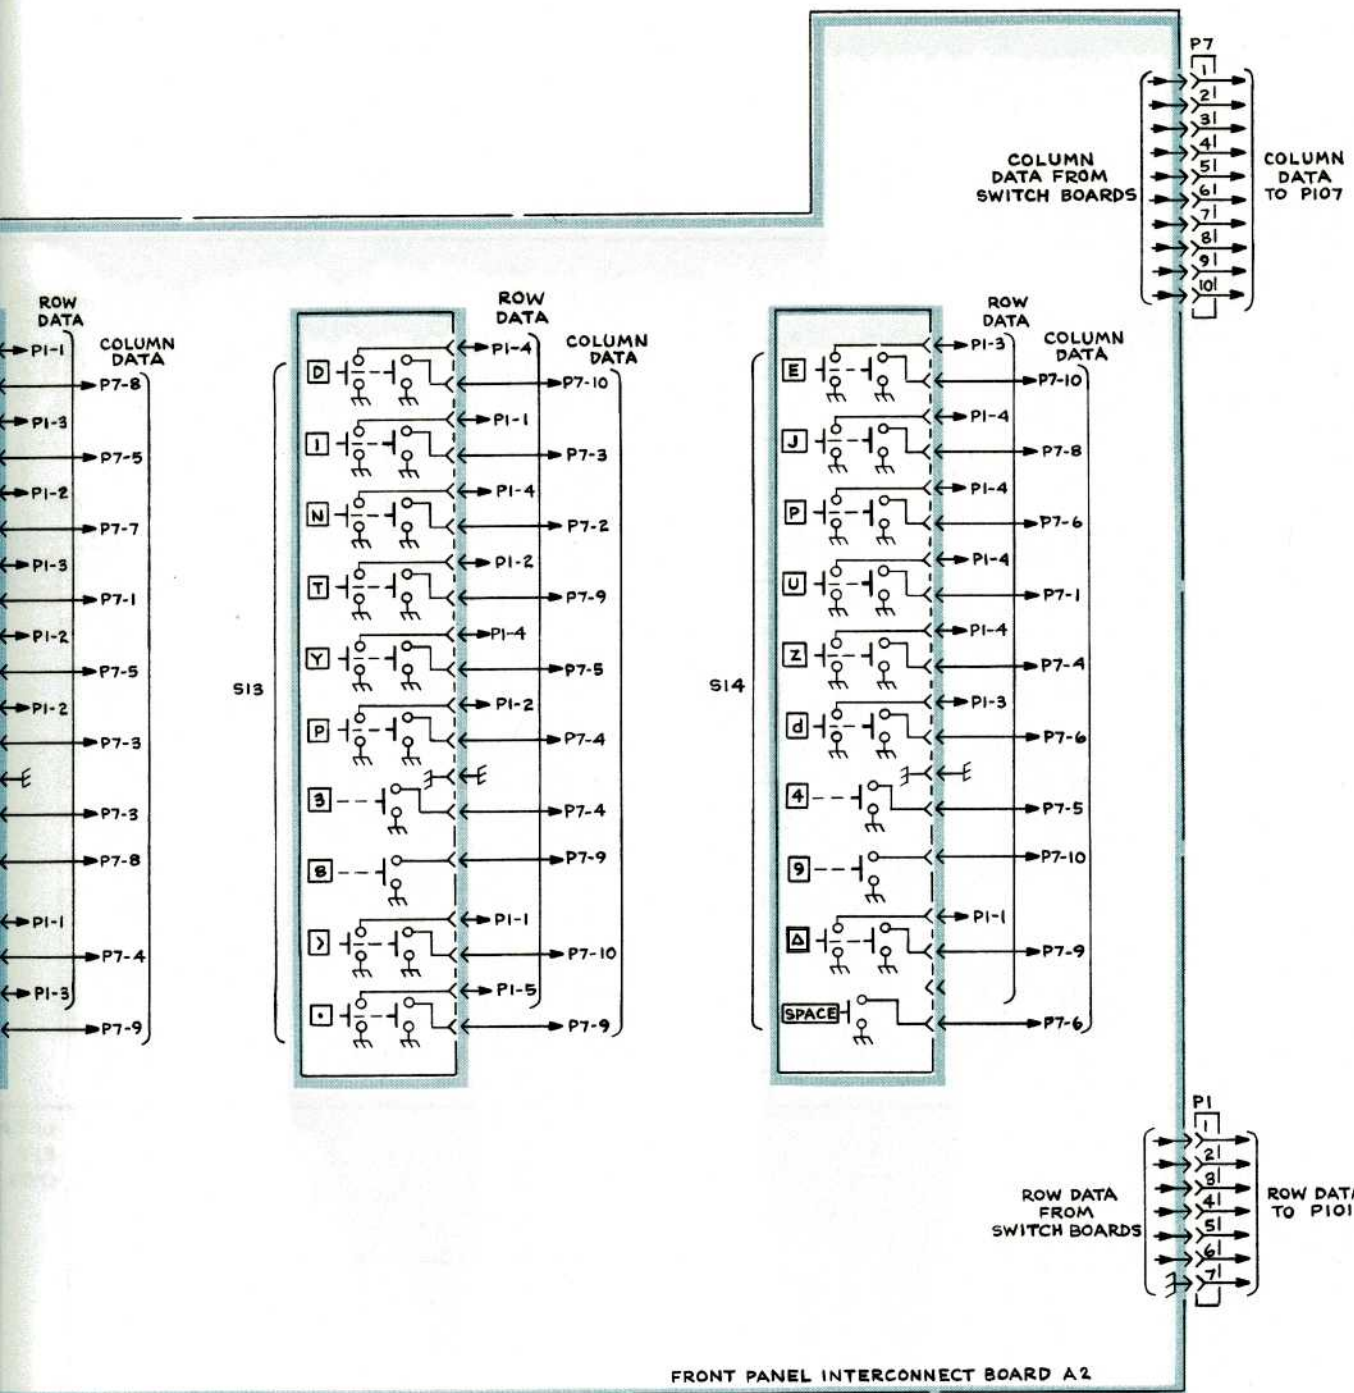 P7
1
2
3
4
5
6
7
8
9
10
COLUMN
DATA FROM
SWITCH BOARDS
COLUMN
DATA
TO P107
ROW
DATA
COLUMN
DATA
P1-1
P7-8
P1-3
P7-5
P1-2
P7-7
P1-3
P7-1
P1-2
P7-5
P1-2
P7-3
P7-3
P7-8
P1-1
P7-4
P1-3
P7-9
S13
ROW
DATA
COLUMN
DATA
D P1-4
P7-10
I P1-1
P7-3
N P1-4
P7-2
T P1-2
P7-9
Y P1-4
P7-5
P P1-2
P7-4
3 P7-4
8 P7-9
P1-1
P7-10
P1-5
P7-9
S14
ROW
DATA
COLUMN
DATA
E P1-3
P7-10
J P1-4
P7-8
P P1-4
P7-6
U P1-4
P7-1
Z P1-4
P7-4
d P1-3
P7-6
4 P7-5
9 P7-10
Δ P1-1
P7-9
SPACE P7-6
P1
1
2
3
4
5
6
7
ROW DATA
FROM
SWITCH BOARDS
ROW DATA
TO P101
FRONT PANEL INTERCONNECT BOARD A2